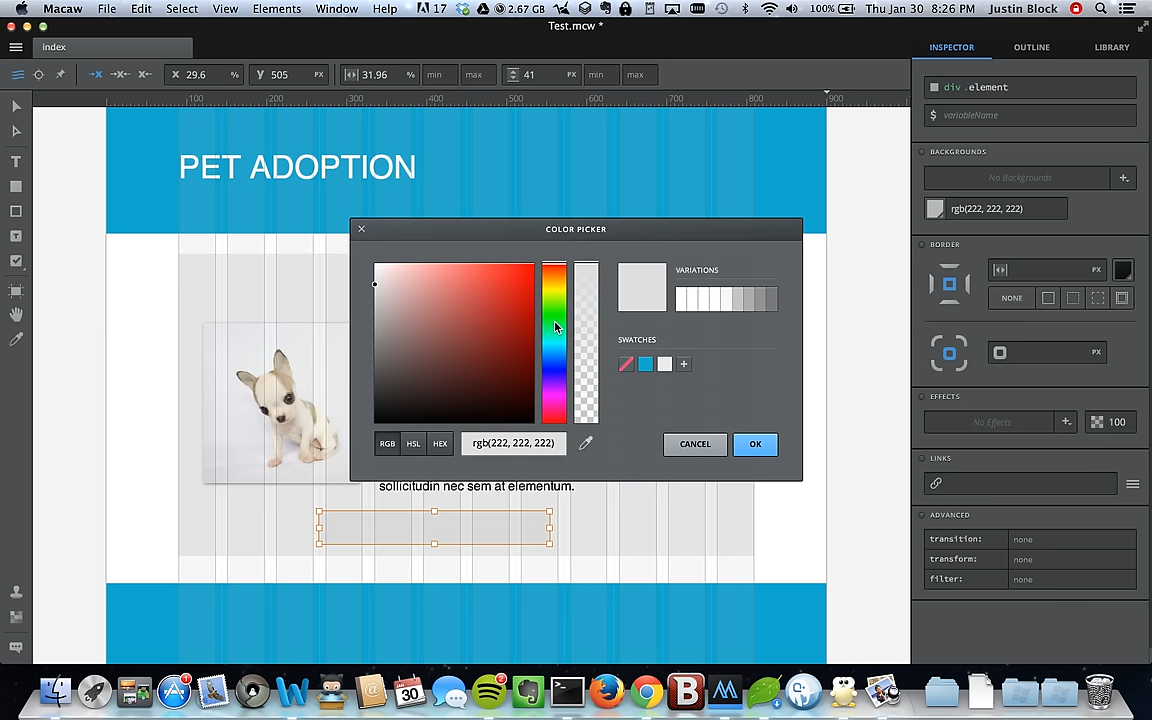 Macaw File Edit Select View Elements Window Help 17 2.67 GB 100% Thu Jan 30 8:26 PM Justin Block
Test.mcw *
index
INSPECTOR OUTLINE LIBRARY
X 29.6 % Y 505 PX 31.96 % min max 41 PX min max
100 200 300 400 500 600 700 800 900
div .element
$ variableName
BACKGROUNDS
No Backgrounds
rgb(222, 222, 222)
PET ADOPTION
COLOR PICKER
VARIATIONS
SWATCHES
RGB HSL HEX rgb(222, 222, 222) CANCEL OK
BORDER
PX
NONE
PX
EFFECTS
No Effects 100
LINKS
sollicitudin nec sem at elementum.
ADVANCED
transition: none
transform: none
filter: none
1 2
JAN
30